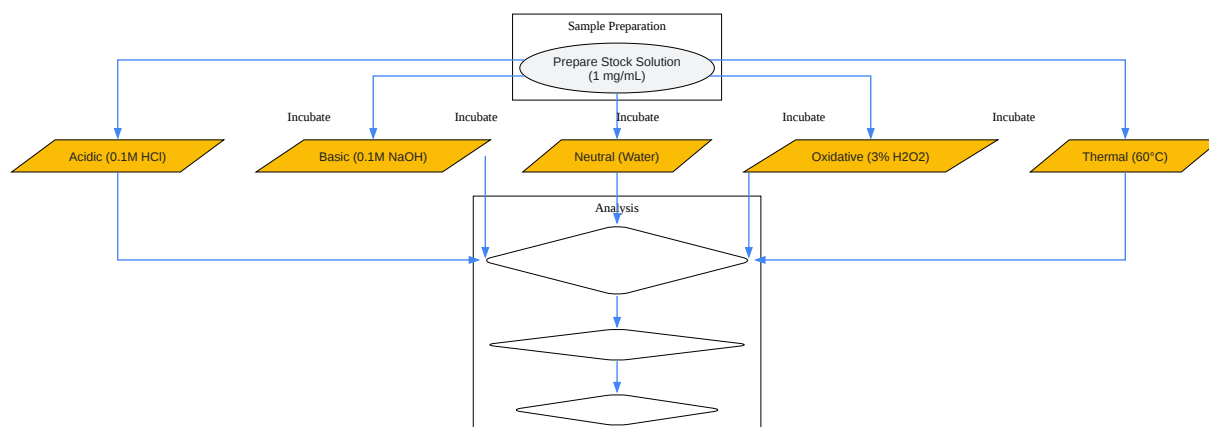 Sample Preparation
Prepare Stock Solution
(1 mg/mL)
Incubate
Incubate
Incubate
Incubate
Incubate
Acidic (0.1M HCl)
Basic (0.1M NaOH)
Neutral (Water)
Oxidative (3% H2O2)
Thermal (60°C)
Analysis